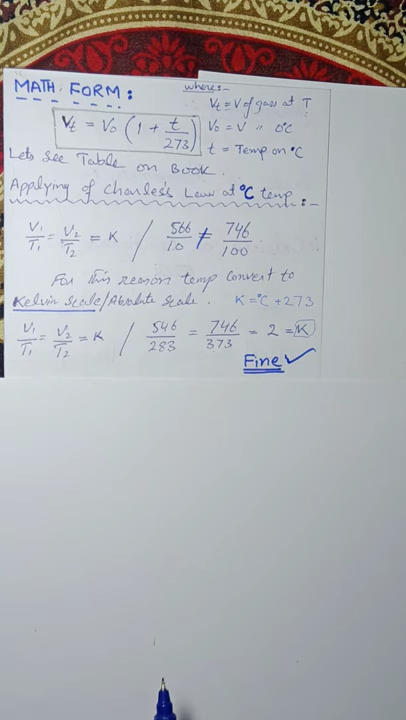 MATH FORM:
where:-
Vt = V of gass at T
Vt = V₀ (1 + t/273)
V₀ = V " 0°C
t = Temp on °C
Lets See Table on Book.
Applying of charless Law at °C temp:-
V₁/T₁ = V₂/T₂ = K / 566/10 ≠ 746/100
For this reason temp convert to
Kelvin scale/Absolute scale. K = °C + 273
V₁/T₁ = V₂/T₂ = K / 546/283 = 746/373 = 2 = K
Fine ✓